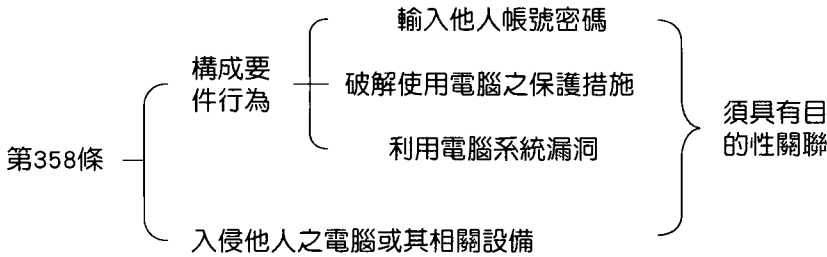 輸入他人帳號密碼
構成要
件行為
破解使用電腦之保護措施
須具有目
的性關聯
利用電腦系統漏洞
第358條
入侵他人之電腦或其相關設備